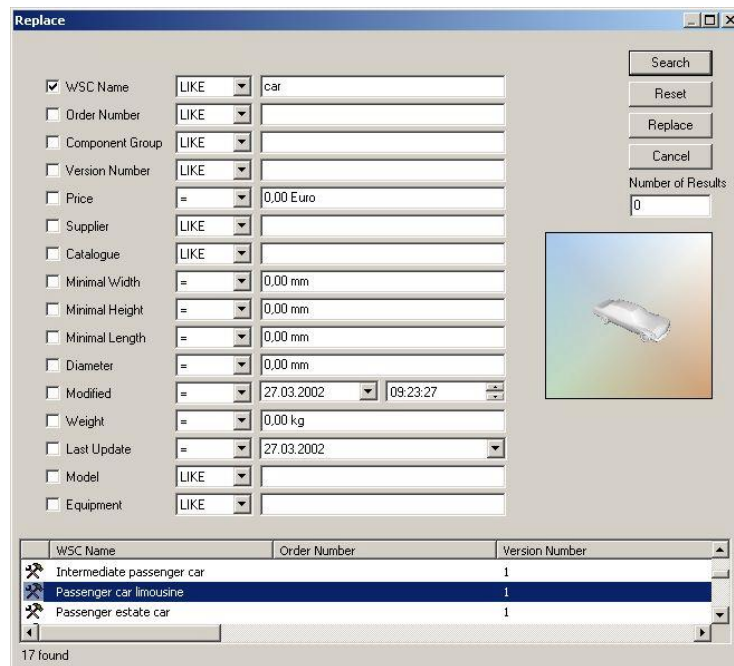 Replace
Search
WSC Name LIKE car
Reset
Order Number LIKE
Replace
Component Group LIKE
Cancel
Version Number LIKE
Number of Results
Price = 0,00 Euro
0
Supplier LIKE
Catalogue LIKE
Minimal Width = 0,00 mm
Minimal Height = 0,00 mm
Minimal Length = 0,00 mm
Diameter = 0,00 mm
Modified = 27.03.2002 09:23:27
Weight = 0,00 kg
Last Update = 27.03.2002
Model LIKE
Equipment LIKE
WSC Name Order Number Version Number
Intermediate passenger car 1
Passenger car limousine 1
Passenger estate car 1
17 found